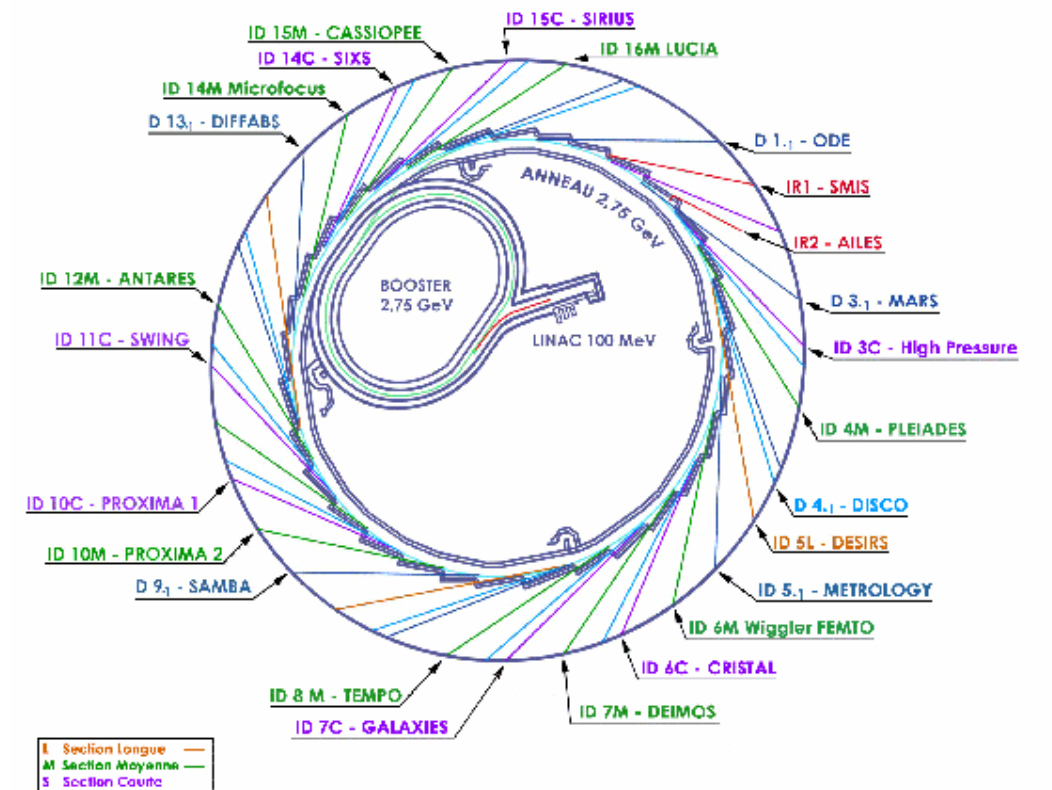 ID 15C - SIRIUS
ID 15M - CASSIOPEE
ID 16M LUCIA
ID 14C - SIXS
ID 14M Microfocus
D 13.1 - DIFFABS
D 1.1 - ODE
ANNEAU 2,75 GeV
IR1 - SMIS
IR2 - AILES
ID 12M - ANTARES
BOOSTER
2,75 GeV
D 3.1 - MARS
ID 11C - SWING
LINAC 100 MeV
ID 3C - High Pressure
ID 4M - PLEIADES
ID 10C - PROXIMA 1
D 4.1 - DISCO
ID 5L - DESIRS
ID 10M - PROXIMA 2
D 9.1 - SAMBA
ID 5.1 - METROLOGY
ID 6M Wiggler FEMTO
ID 6C - CRISTAL
ID 8 M - TEMPO
ID 7M - DEIMOS
ID 7C - GALAXIES
L Section Longue
M Section Moyenne
S Section Courte